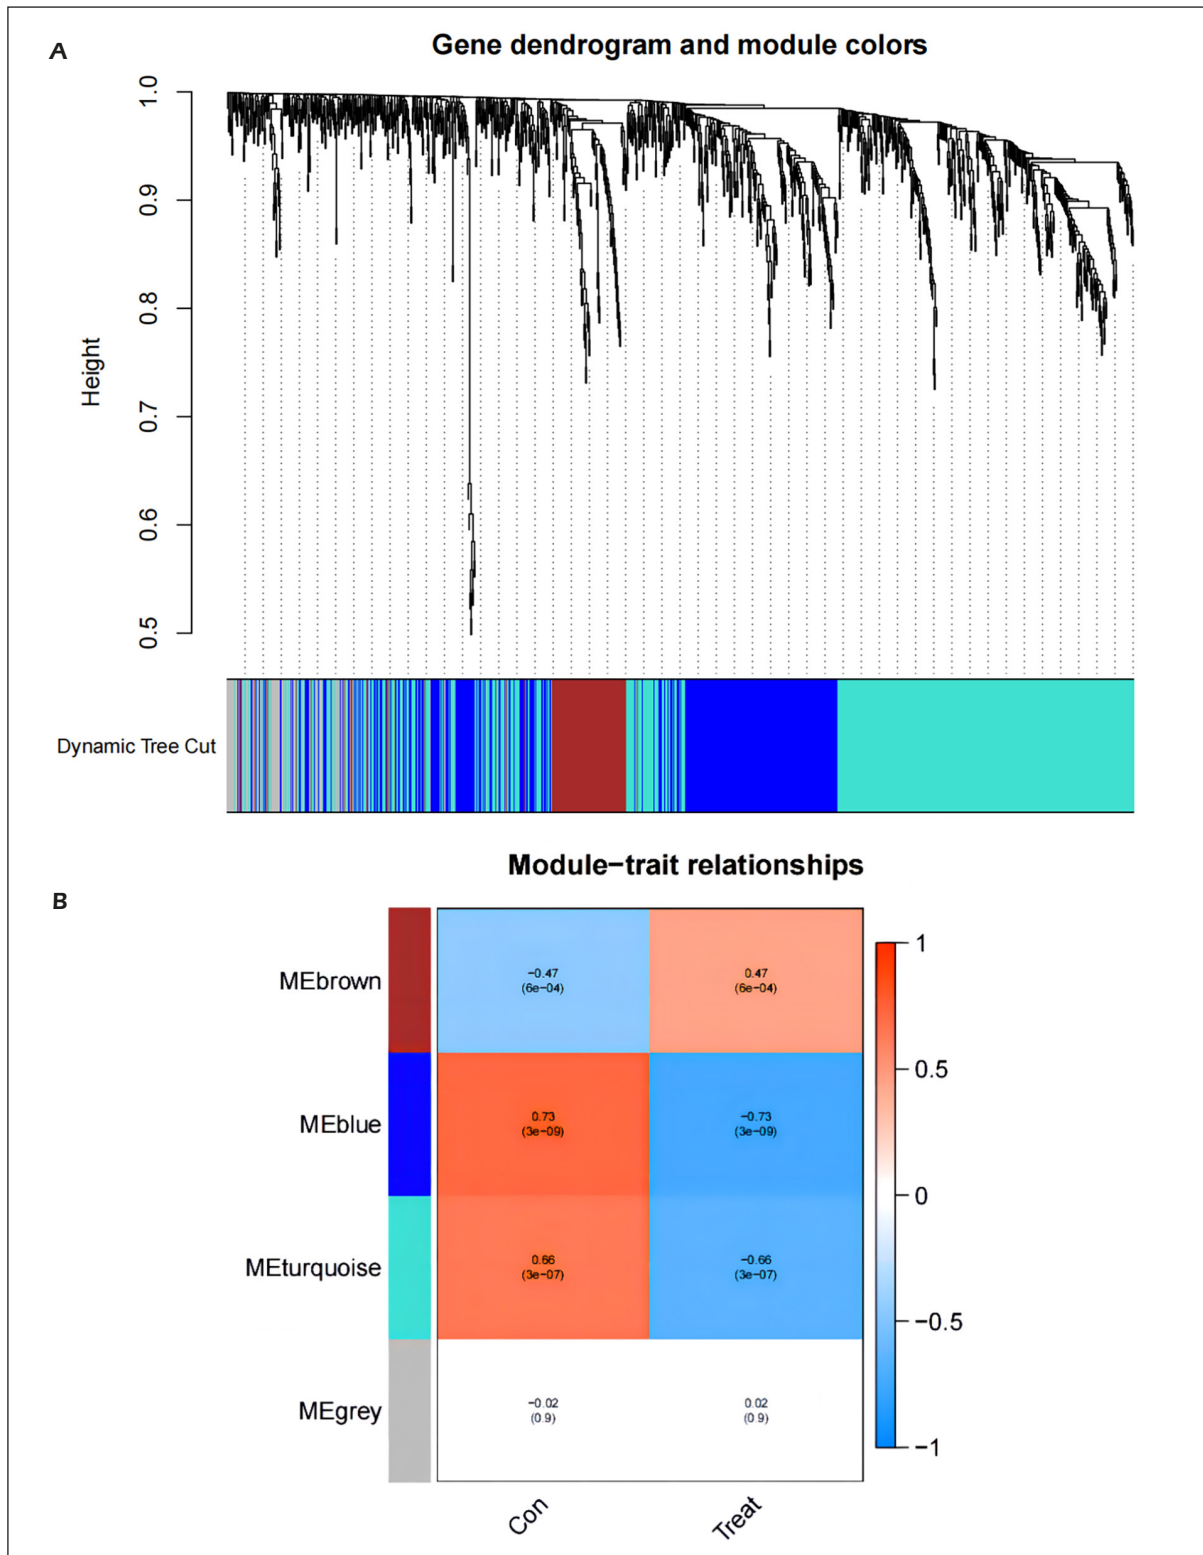 A
Gene dendrogram and module colors
Height
1.0
0.9
0.8
0.7
0.6
0.5
Dynamic Tree Cut
Module−trait relationships
B
MEbrown
−0.47
(6e−04)
0.47
(6e−04)
MEblue
0.73
(3e−09)
−0.73
(3e−09)
MEturquoise
0.66
(3e−07)
−0.66
(3e−07)
MEgrey
−0.02
(0.9)
0.02
(0.9)
1
0.5
0
−0.5
−1
Con
Treat